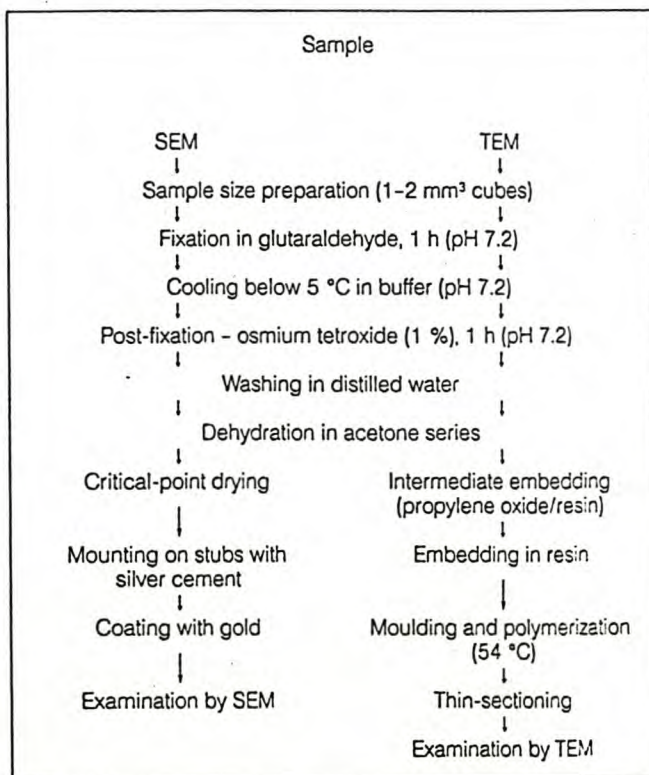 Sample
SEM TEM
↓ ↓
Sample size preparation (1–2 mm³ cubes)
↓ ↓
Fixation in glutaraldehyde, 1 h (pH 7.2)
↓ ↓
Cooling below 5 °C in buffer (pH 7.2)
↓ ↓
Post-fixation – osmium tetroxide (1 %), 1 h (pH 7.2)
↓ ↓
Washing in distilled water
↓ ↓
Dehydration in acetone series
↓ ↓
Critical-point drying
↓
Mounting on stubs with
silver cement
↓
Coating with gold
↓
Examination by SEM
Intermediate embedding
(propylene oxide/resin)
↓
Embedding in resin
↓
Moulding and polymerization
(54 °C)
↓
Thin-sectioning
↓
Examination by TEM